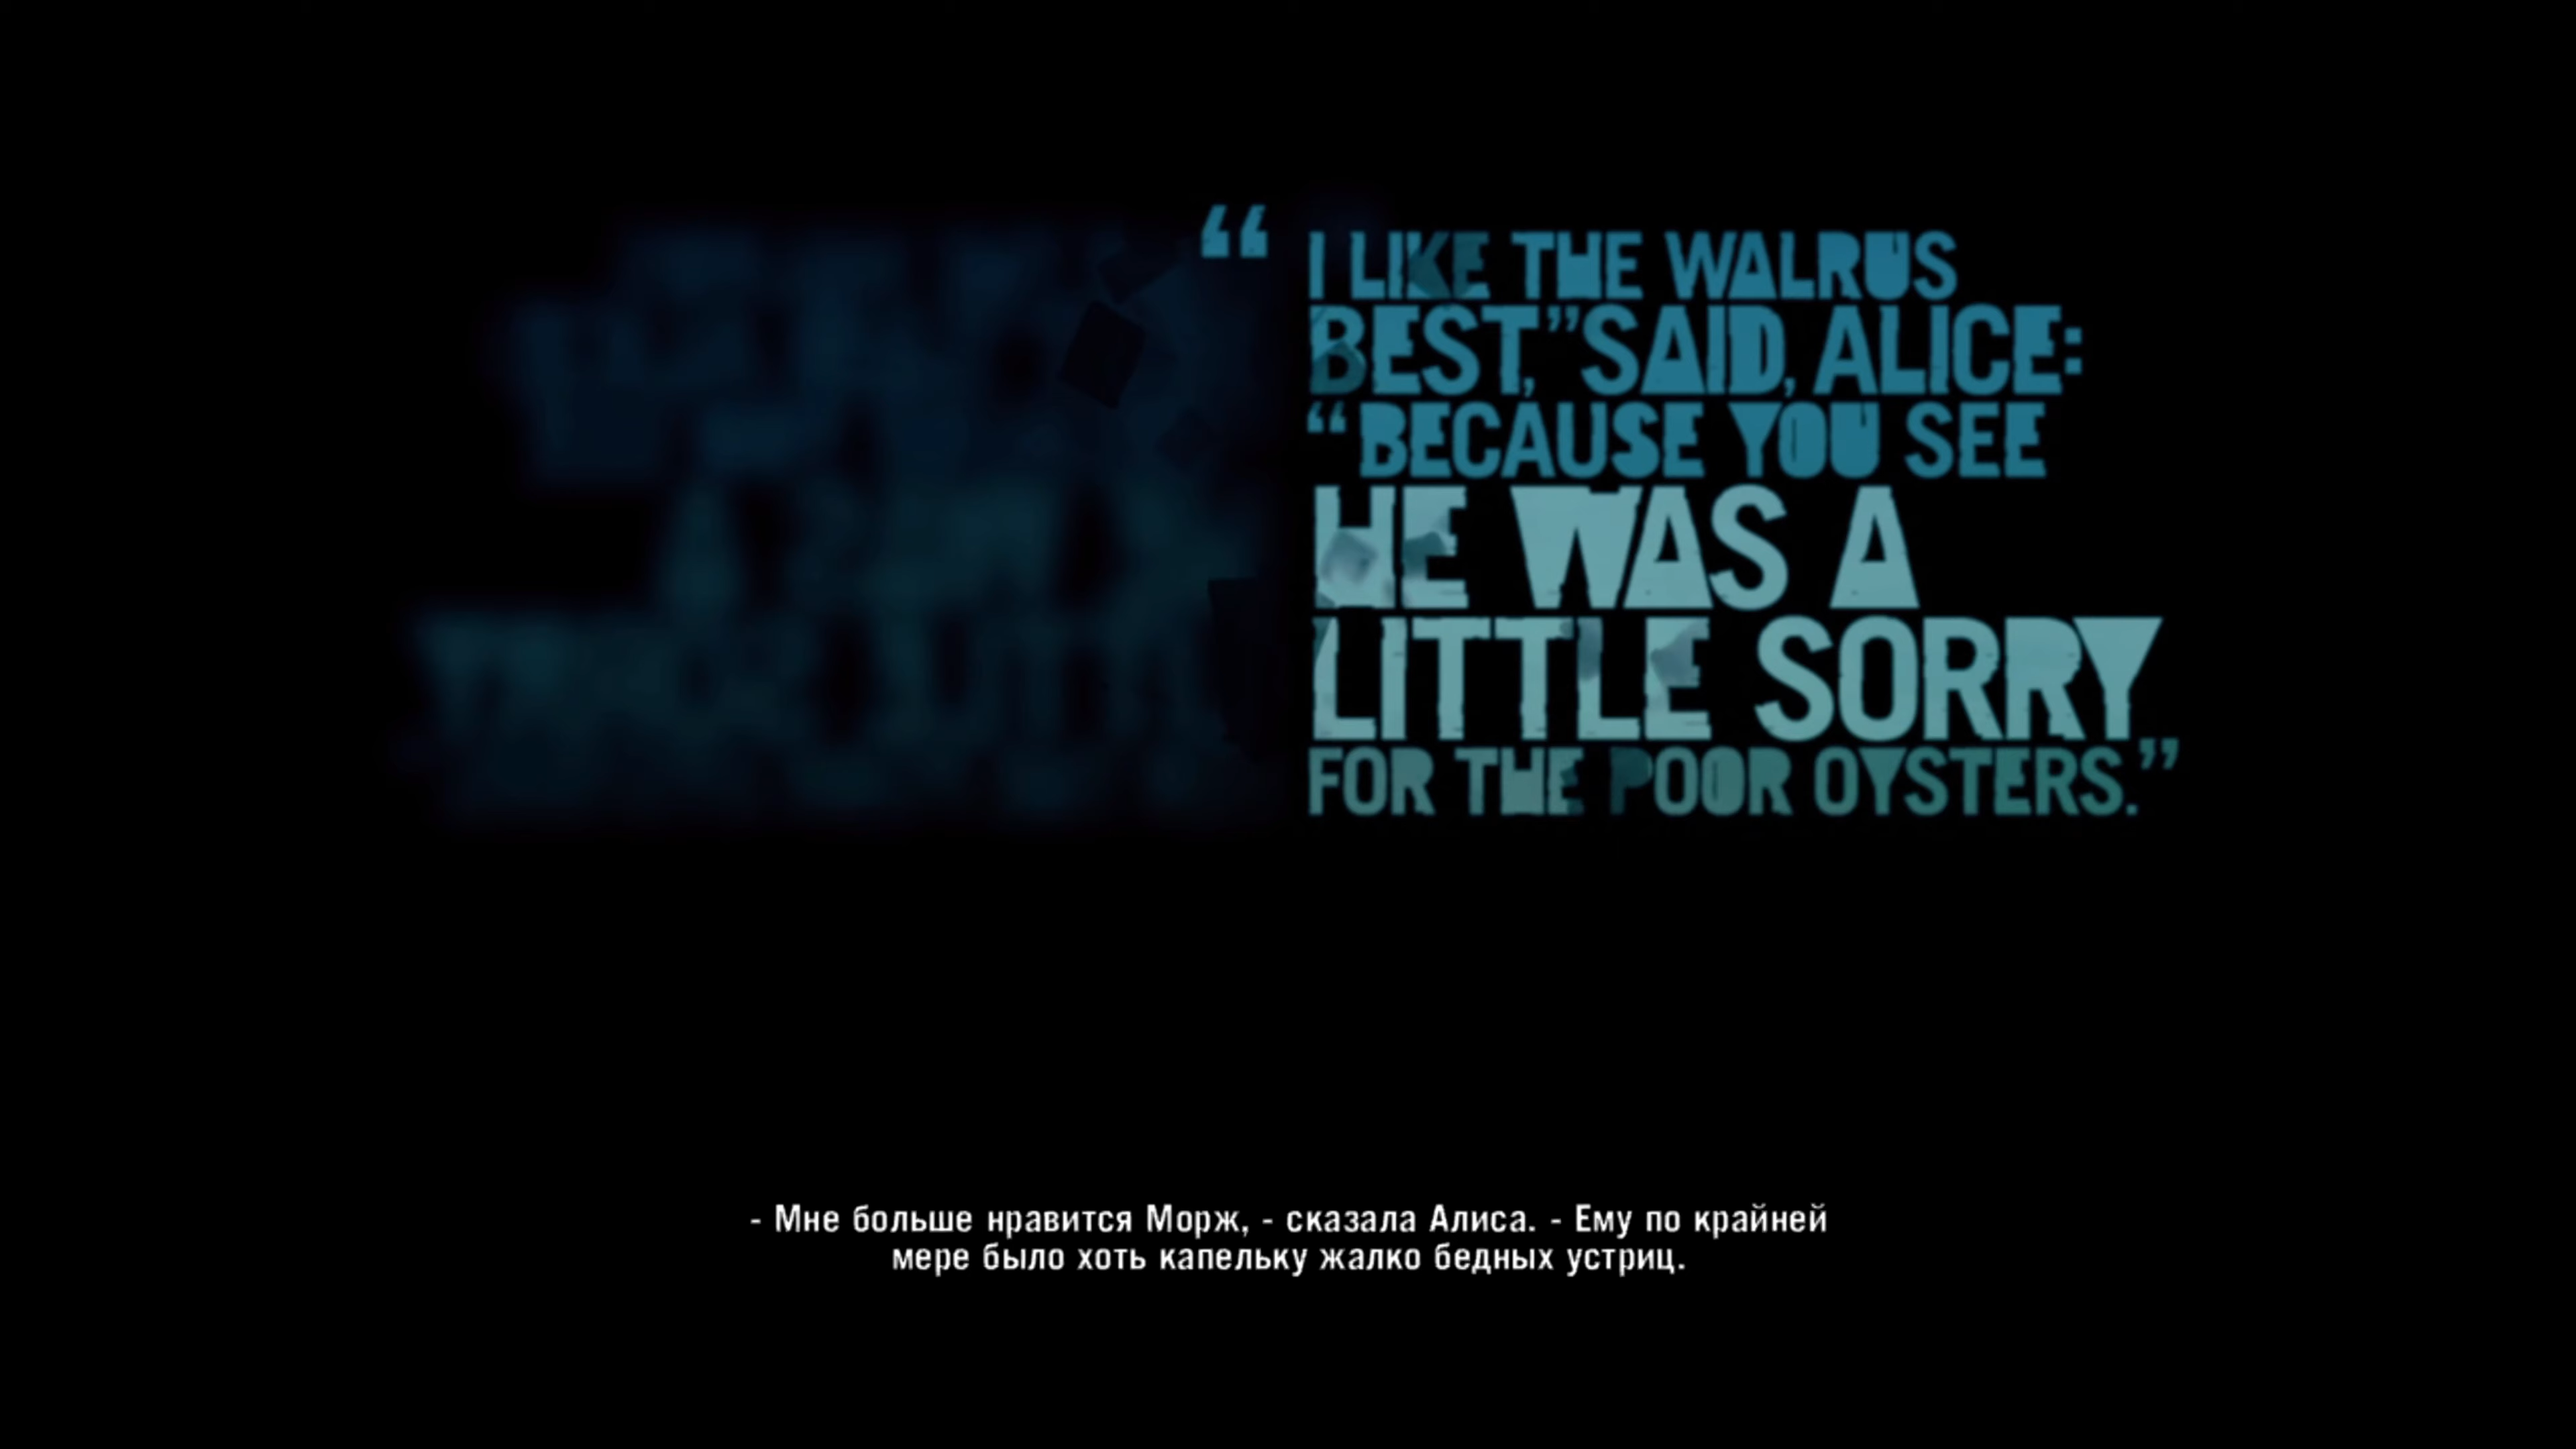 “ I LIKE THE WALRUS
BEST,” SAID, ALICE:
“BECAUSE YOU SEE
HE WAS A
LITTLE SORRY
FOR THE POOR OYSTERS.”
- Мне больше нравится Морж, - сказала Алиса. - Ему по крайней
мере было хоть капельку жалко бедных устриц.